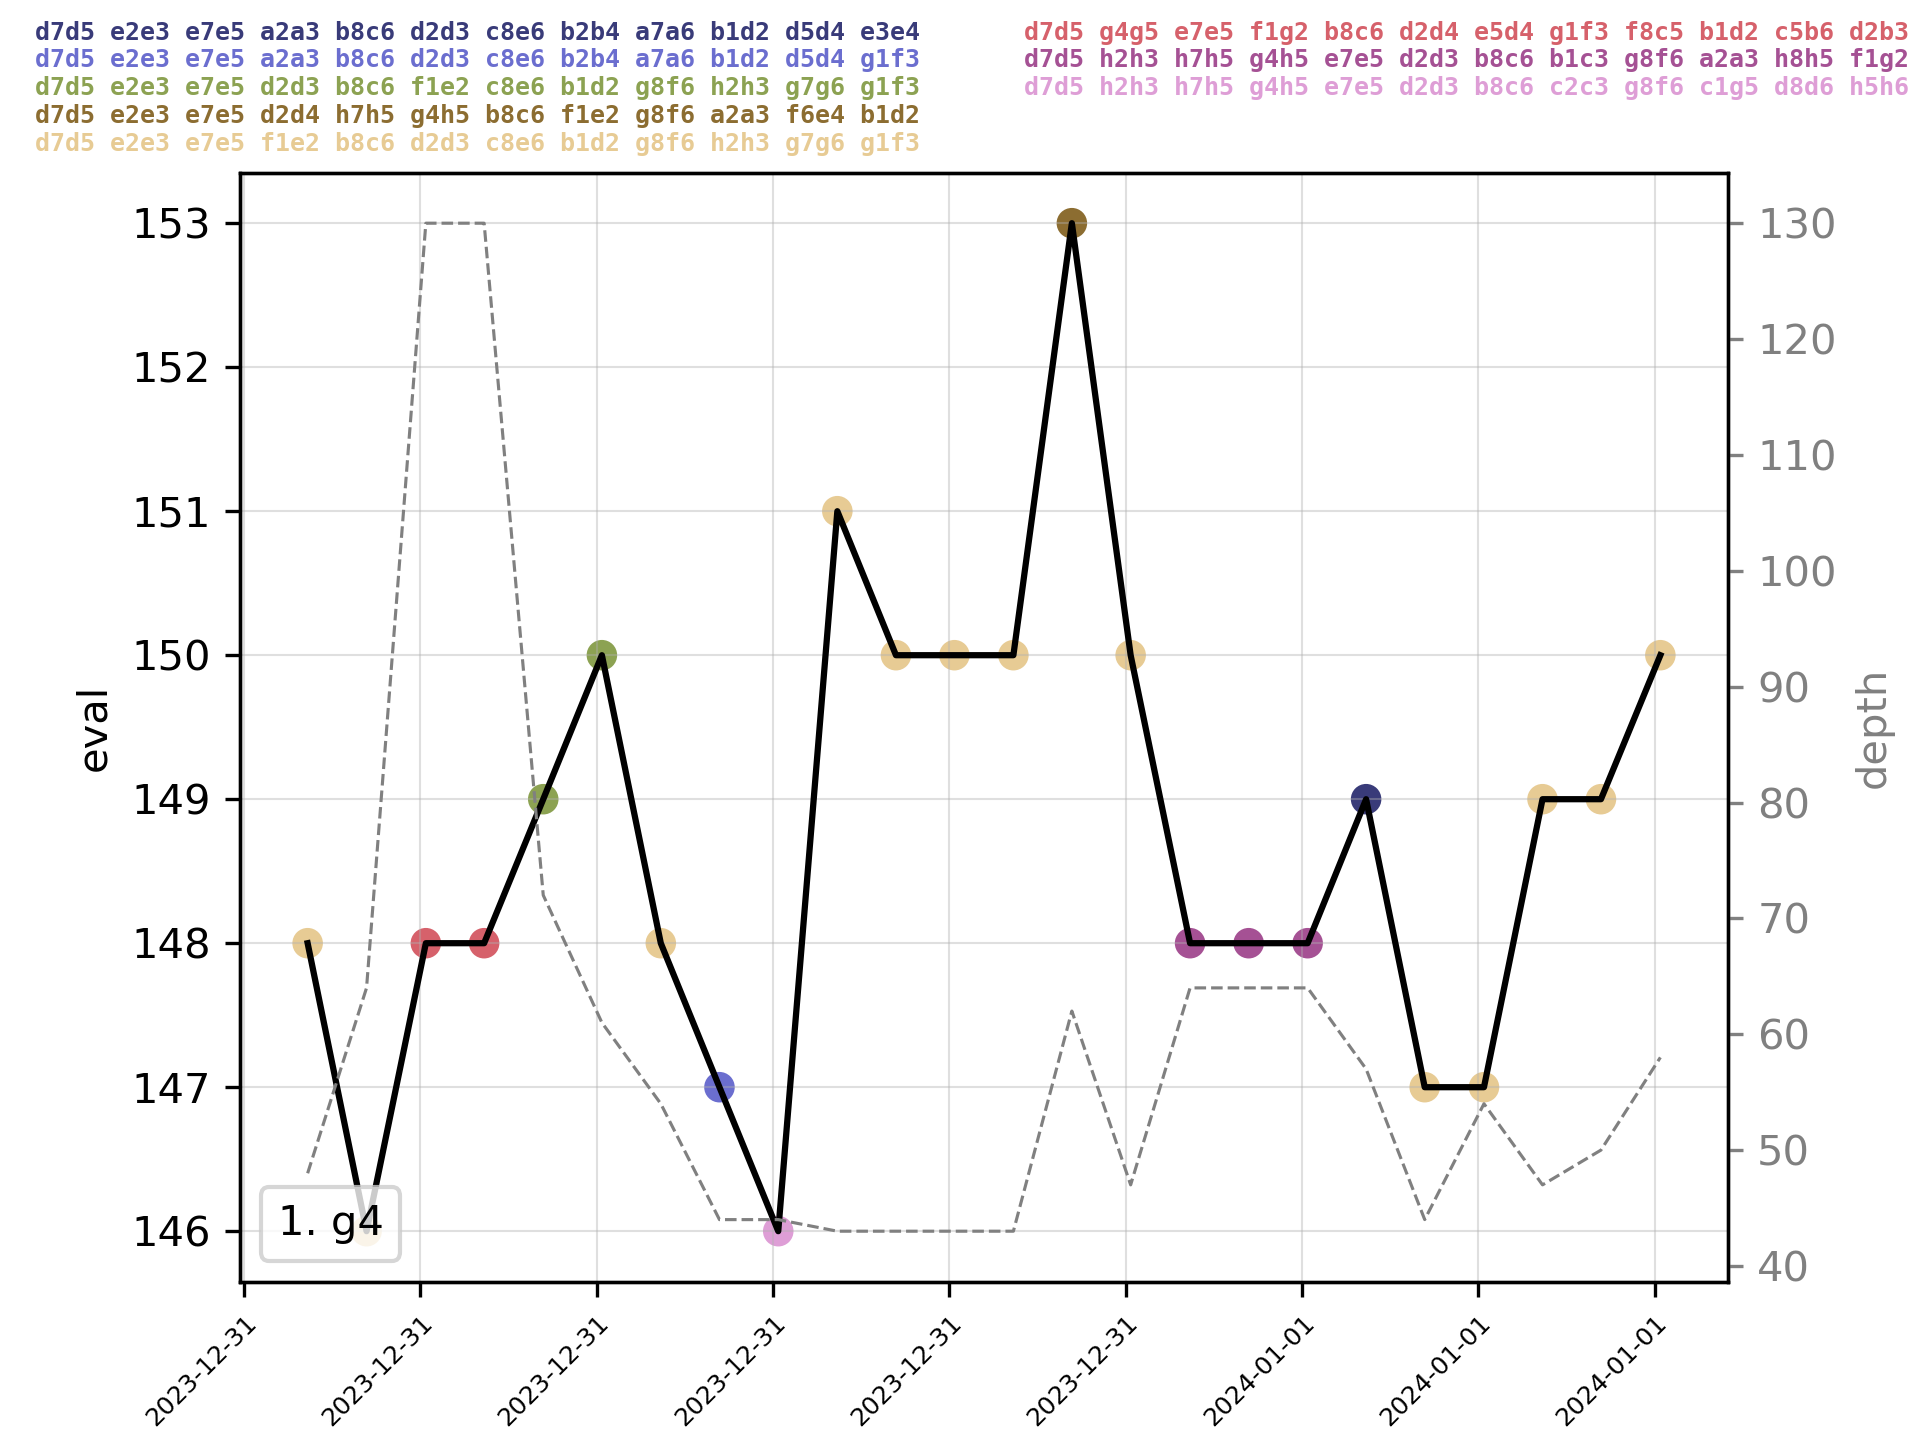 d7d5 e2e3 e7e5 a2a3 b8c6 d2d3 c8e6 b2b4 a7a6 b1d2 d5d4 e3e4
d7d5 e2e3 e7e5 a2a3 b8c6 d2d3 c8e6 b2b4 a7a6 b1d2 d5d4 g1f3
d7d5 e2e3 e7e5 d2d3 b8c6 f1e2 c8e6 b1d2 g8f6 h2h3 g7g6 g1f3
d7d5 e2e3 e7e5 d2d4 h7h5 g4h5 b8c6 f1e2 g8f6 a2a3 f6e4 b1d2
d7d5 e2e3 e7e5 f1e2 b8c6 d2d3 c8e6 b1d2 g8f6 h2h3 g7g6 g1f3
d7d5 g4g5 e7e5 f1g2 b8c6 d2d4 e5d4 g1f3 f8c5 b1d2 c5b6 d2b3
d7d5 h2h3 h7h5 g4h5 e7e5 d2d3 b8c6 b1c3 g8f6 a2a3 h8h5 f1g2
d7d5 h2h3 h7h5 g4h5 e7e5 d2d3 b8c6 c2c3 g8f6 c1g5 d8d6 h5h6
eval
153
152
151
150
149
148
147
146
1. g4
130
120
110
100
90
80
70
60
50
40
depth
2023-12-31
2023-12-31
2023-12-31
2023-12-31
2023-12-31
2023-12-31
2024-01-01
2024-01-01
2024-01-01